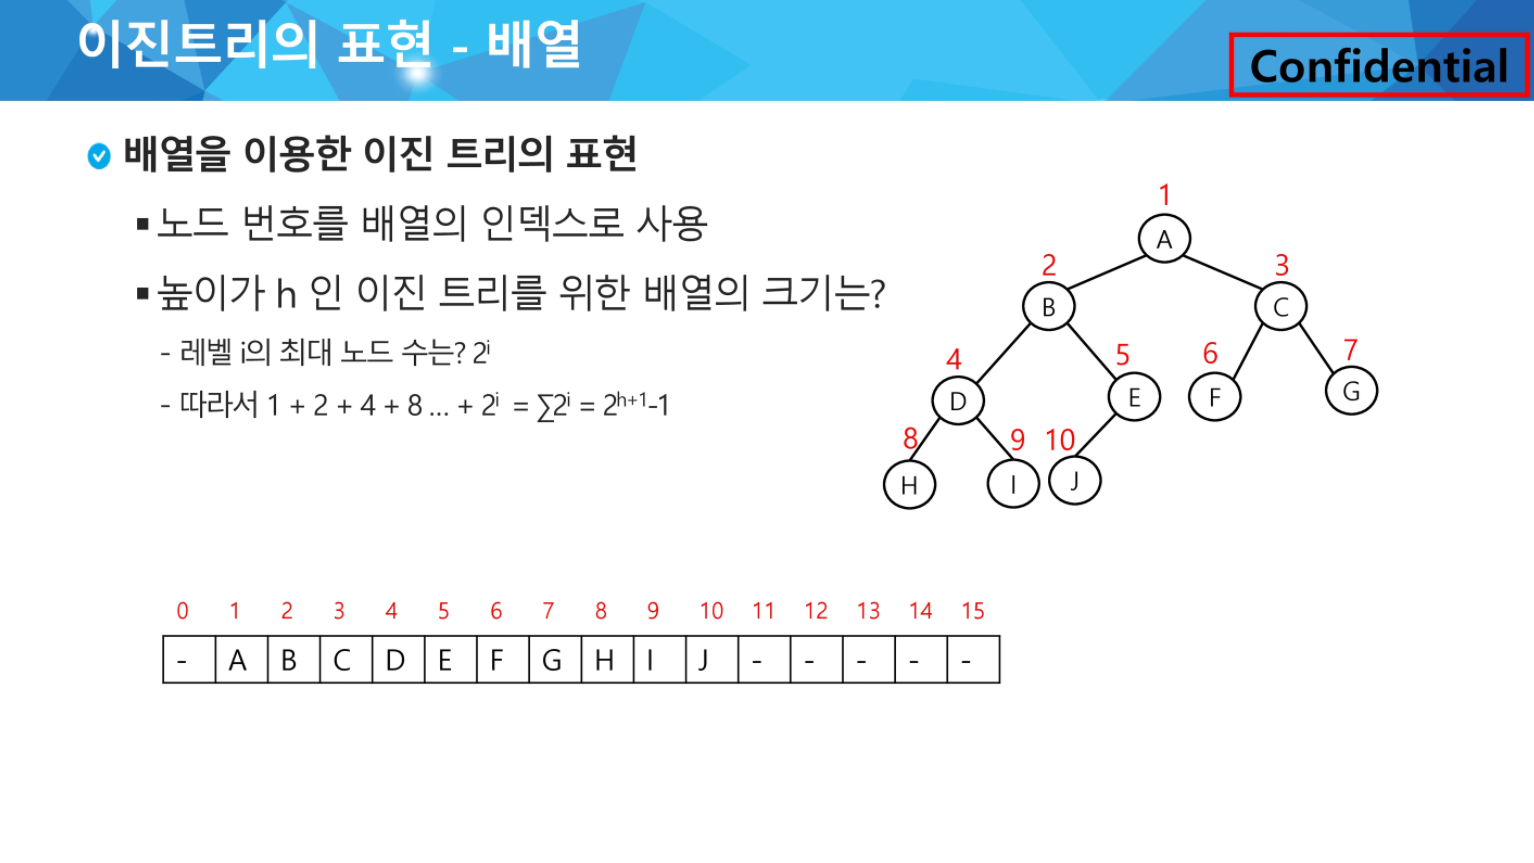 이진트리의 표현 - 배열
Confidential
배열을 이용한 이진 트리의 표현
▪노드 번호를 배열의 인덱스로 사용
▪높이가 h 인 이진 트리를 위한 배열의 크기는?
- 레벨 i의 최대 노드 수는? 2ⁱ
- 따라서 1 + 2 + 4 + 8 … + 2ⁱ = ∑2ⁱ = 2ʰ⁺¹-1
1
A
2 3
B C
4 5 6 7
D E F G
8 9 10
H I J
0 1 2 3 4 5 6 7 8 9 10 11 12 13 14 15
- A B C D E F G H I J - - - - -